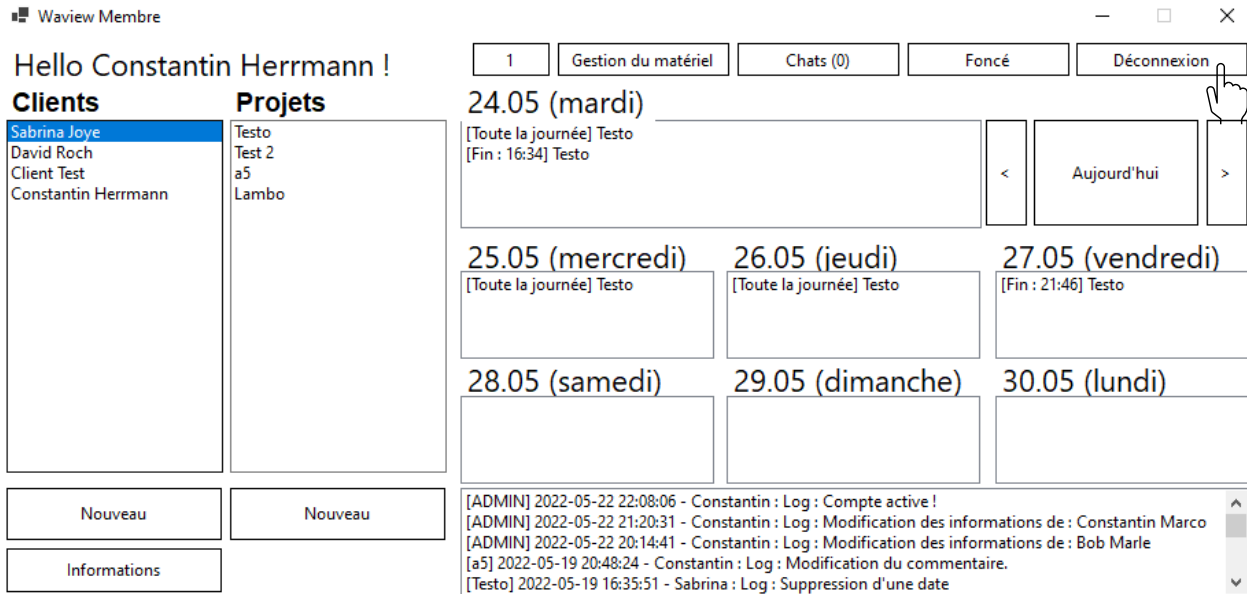 Waview Membre
Hello Constantin Herrmann !
1
Gestion du matériel
Chats (0)
Foncé
Déconnexion
Clients
Sabrina Joye
David Roch
Client Test
Constantin Herrmann
Projets
Testo
Test 2
a5
Lambo
24.05 (mardi)
[Toute la journée] Testo
[Fin : 16:34] Testo
<
Aujourd'hui
>
25.05 (mercredi)
[Toute la journée] Testo
26.05 (jeudi)
[Toute la journée] Testo
27.05 (vendredi)
[Fin : 21:46] Testo
28.05 (samedi)
29.05 (dimanche)
30.05 (lundi)
Nouveau
Nouveau
Informations
[ADMIN] 2022-05-22 22:08:06 - Constantin : Log : Compte active !
[ADMIN] 2022-05-22 21:20:31 - Constantin : Log : Modification des informations de : Constantin Marco
[ADMIN] 2022-05-22 20:14:41 - Constantin : Log : Modification des informations de : Bob Marle
[a5] 2022-05-19 20:48:24 - Constantin : Log : Modification du commentaire.
[Testo] 2022-05-19 16:35:51 - Sabrina : Log : Suppression d'une date